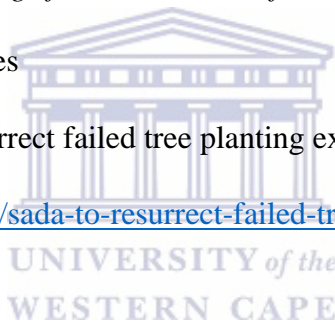 es
rrect failed tree planting ex
/sada-to-resurrect-failed-tr
UNIVERSITY of the
WESTERN CAPE